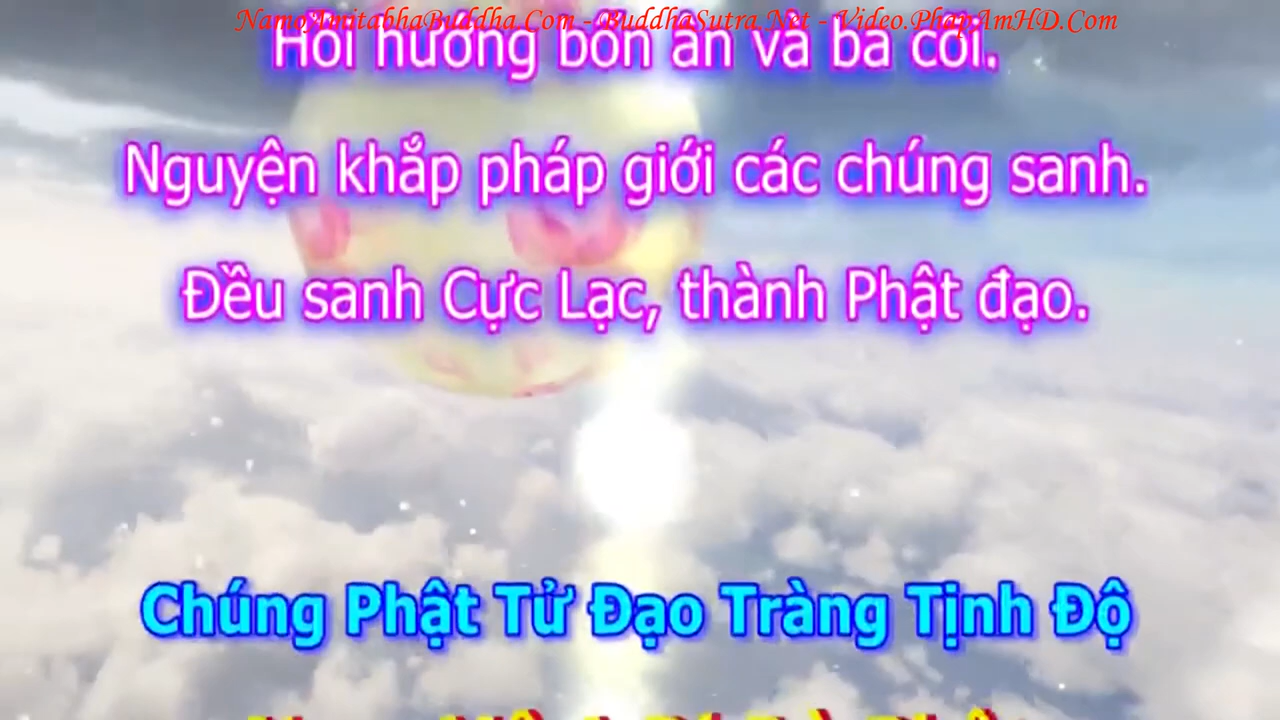 NamoAmitabhaBuddha.Com - BuddhaSutra.Net - Video.PhapAmHD.Com
Hồi hướng bốn ân và ba cõi.
Nguyện khắp pháp giới các chúng sanh.
Đều sanh Cực Lạc, thành Phật đạo.
Chúng Phật Tử Đạo Tràng Tịnh Độ